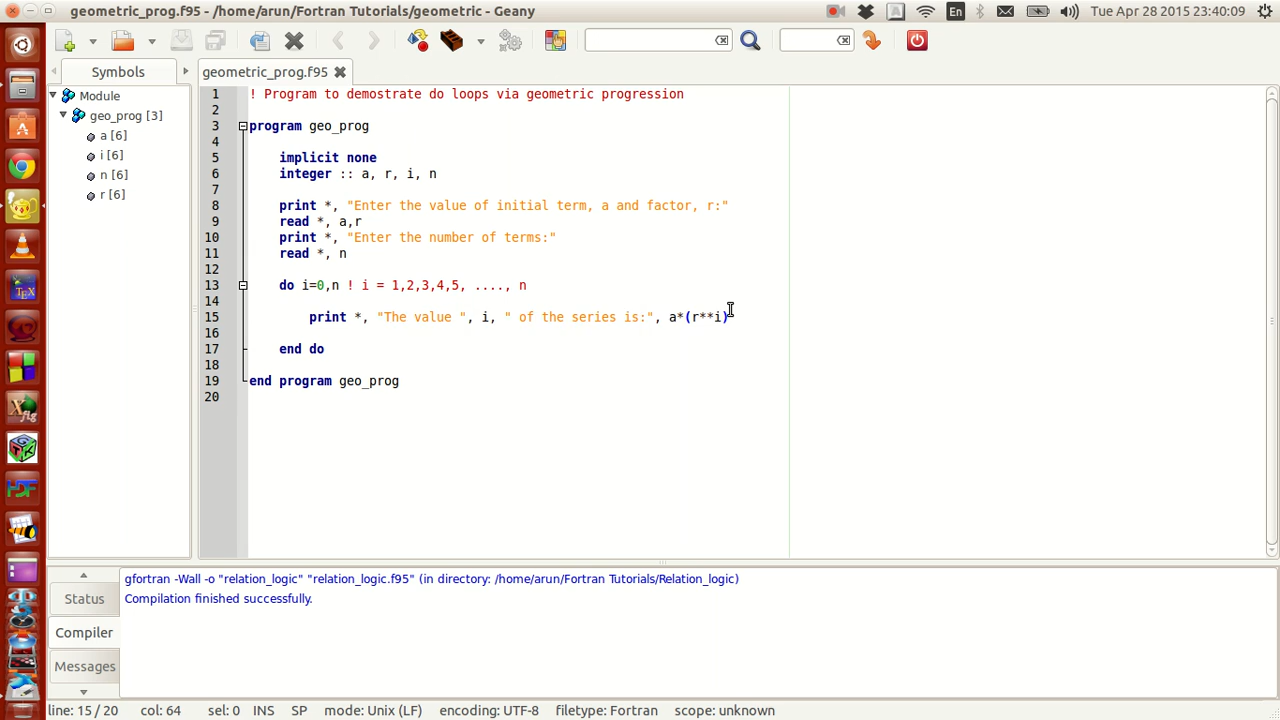 geometric_prog.f95 - /home/arun/Fortran Tutorials/geometric - Geany
En
Tue Apr 28 2015 23:40:09
Symbols
geometric_prog.f95
Module
geo_prog [3]
a [6]
i [6]
n [6]
r [6]
1 ! Program to demostrate do loops via geometric progression
2
3 program geo_prog
4
5 implicit none
6 integer :: a, r, i, n
7
8 print *, "Enter the value of initial term, a and factor, r:"
9 read *, a,r
10 print *, "Enter the number of terms:"
11 read *, n
12
13 do i=0,n ! i = 1,2,3,4,5, ...., n
14
15 print *, "The value ", i, " of the series is:", a*(r**i)
16
17 end do
18
19 end program geo_prog
20
Status
Compiler
Messages
gfortran -Wall -o "relation_logic" "relation_logic.f95" (in directory: /home/arun/Fortran Tutorials/Relation_logic)
Compilation finished successfully.
line: 15 / 20 col: 64 sel: 0 INS SP mode: Unix (LF) encoding: UTF-8 filetype: Fortran scope: unknown